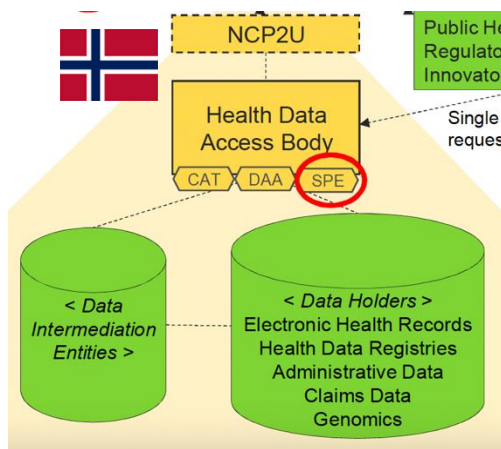 NCP2U
Public He
Regulato
Innovato
Health Data
Access Body
Single
reques
CAT
DAA
SPE
< Data
Intermediation
Entities >
< Data Holders >
Electronic Health Records
Health Data Registries
Administrative Data
Claims Data
Genomics